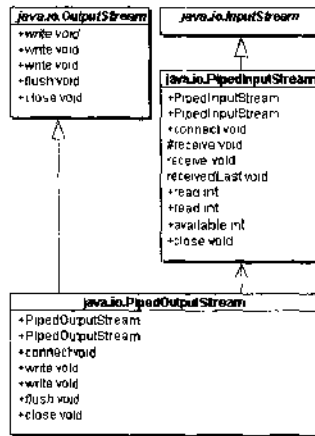 java.io.OutputStream
+write void
+write void
+write void
+flush void
+close void
java.io.InputStream
java.io.PipedInputStream
+PipedInputStream
+PipedInputStream
+connect void
#receive void
receive void
receivedLast void
+read int
+read int
+available int
+close void
java.io.PipedOutputStream
+PipedOutputStream
+PipedOutputStream
+connect void
+write void
+write void
+flush void
+close void